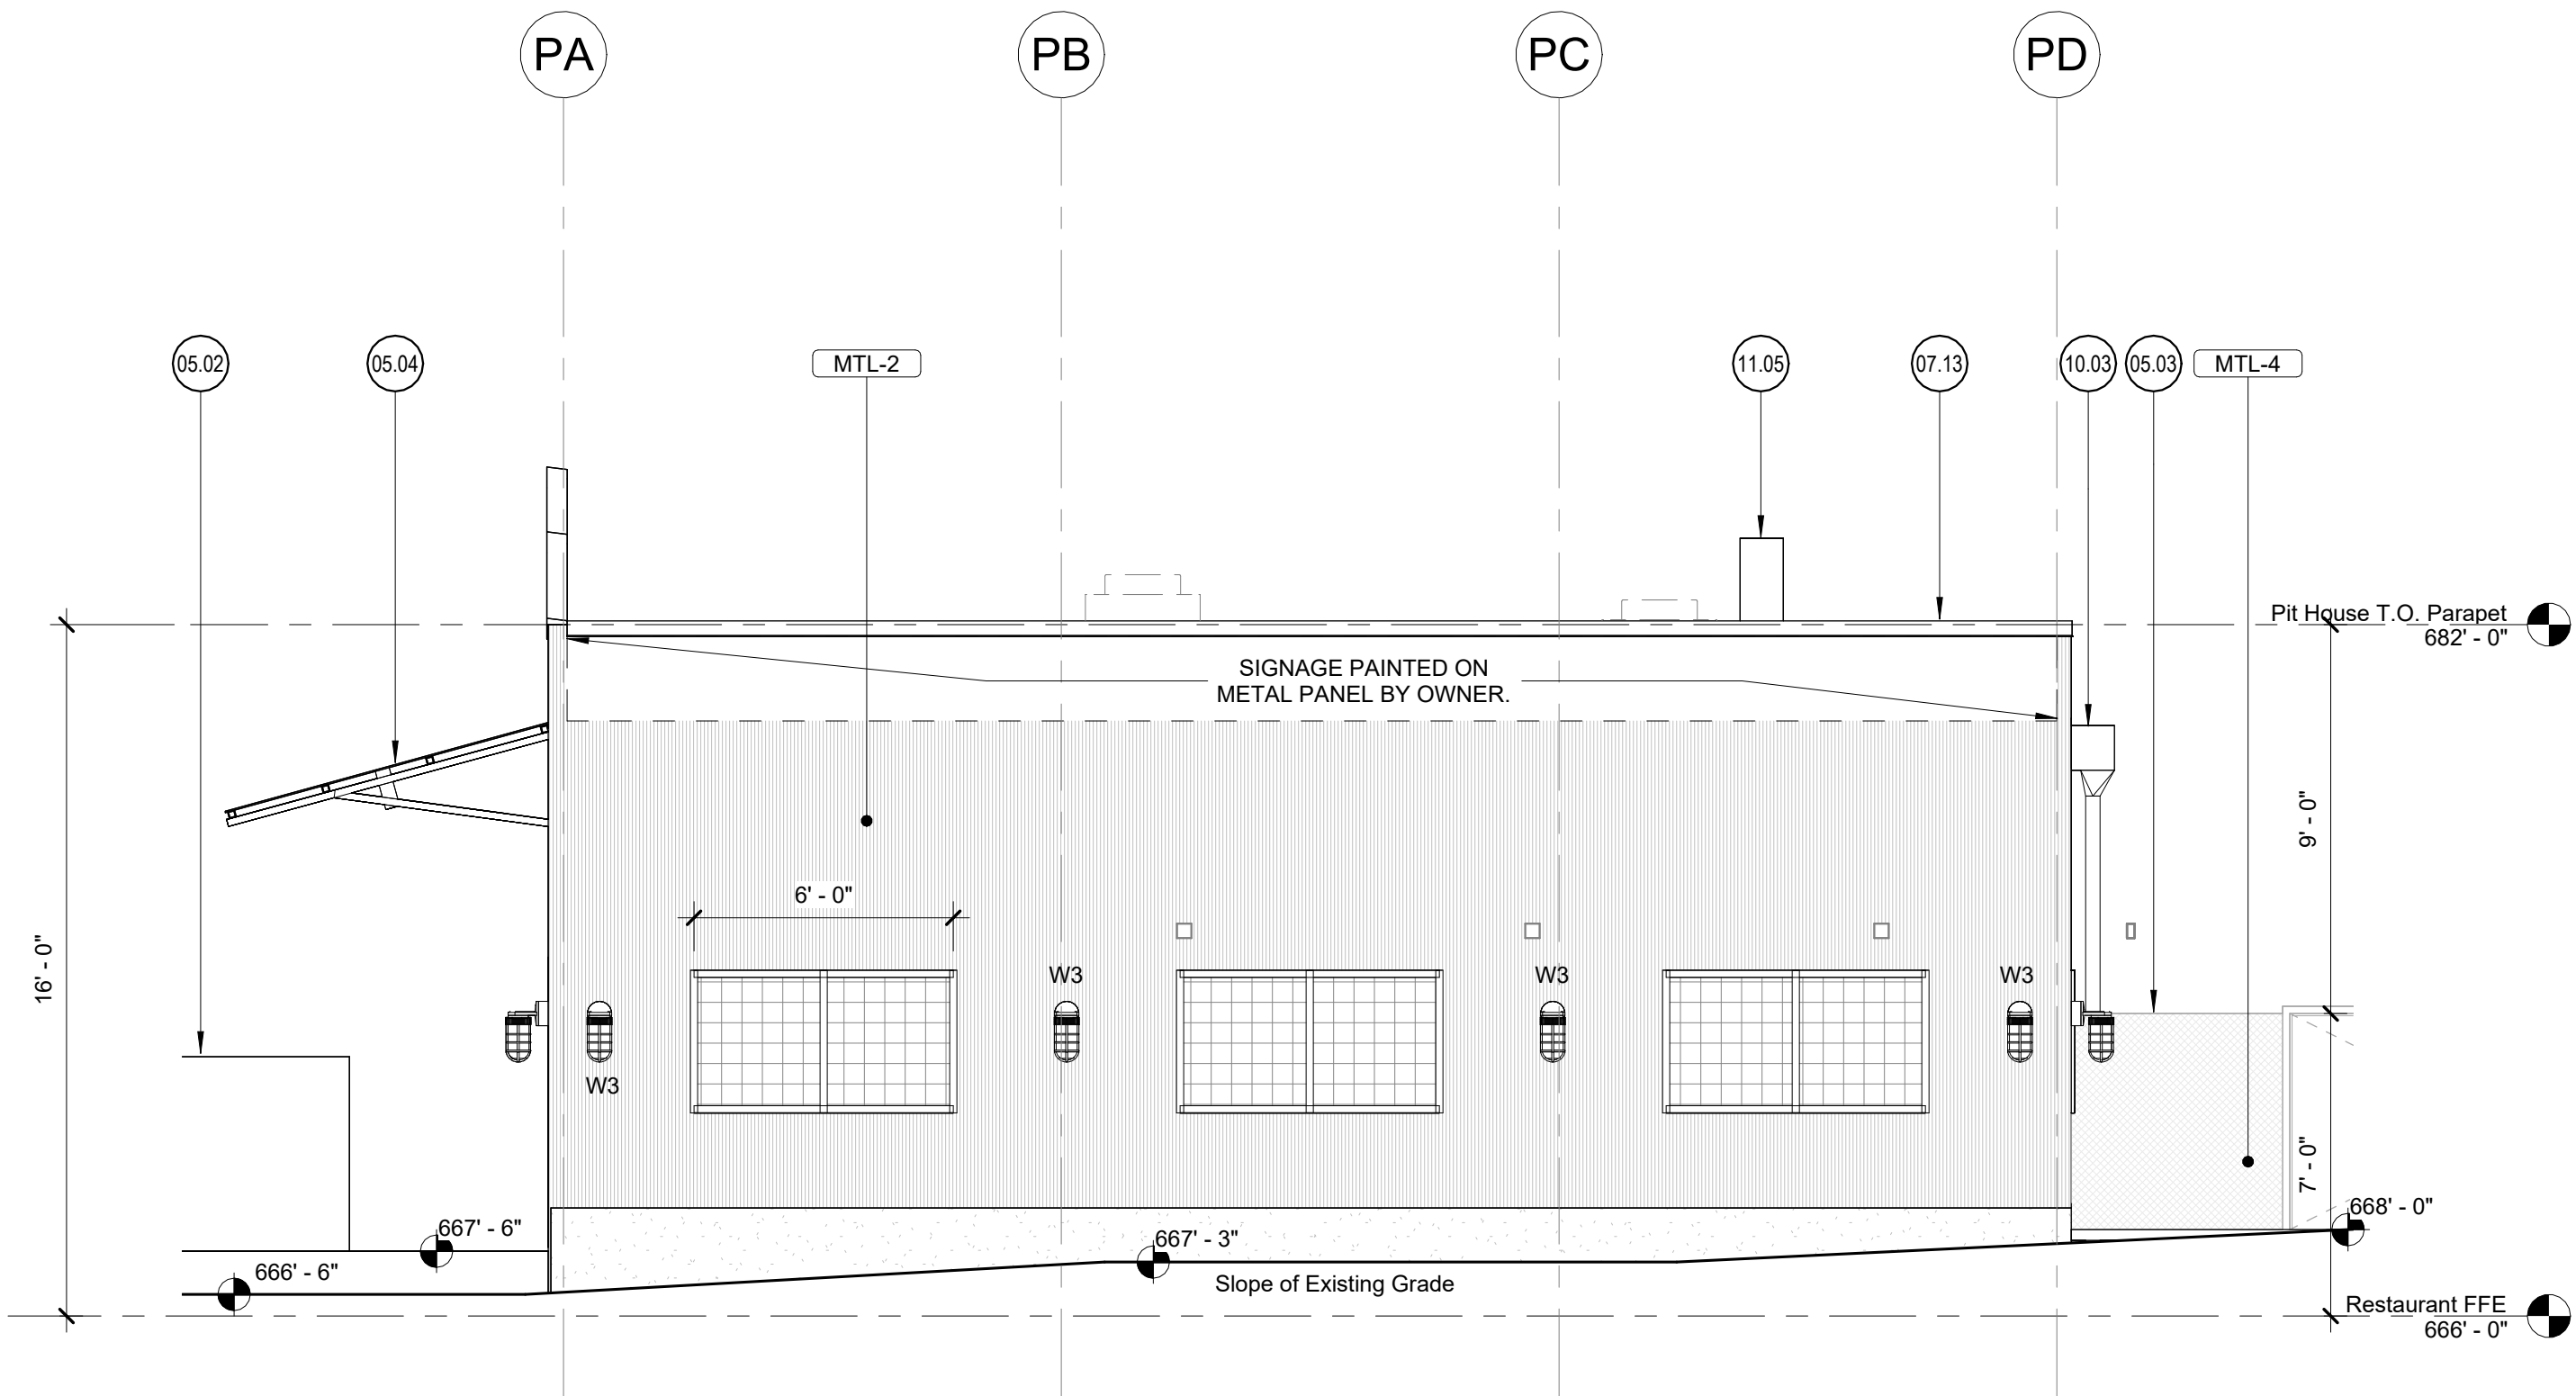 PA
PB
PC
PD
05.02
05.04
MTL-2
11.05
07.13
10.03
05.03
MTL-4
Pit House T.O. Parapet
682' - 0"
SIGNAGE PAINTED ON
METAL PANEL BY OWNER.
9' - 0"
6' - 0"
16' - 0"
W3
W3
W3
W3
7' - 0"
668' - 0"
667' - 6"
667' - 3"
666' - 6"
Slope of Existing Grade
Restaurant FFE
666' - 0"